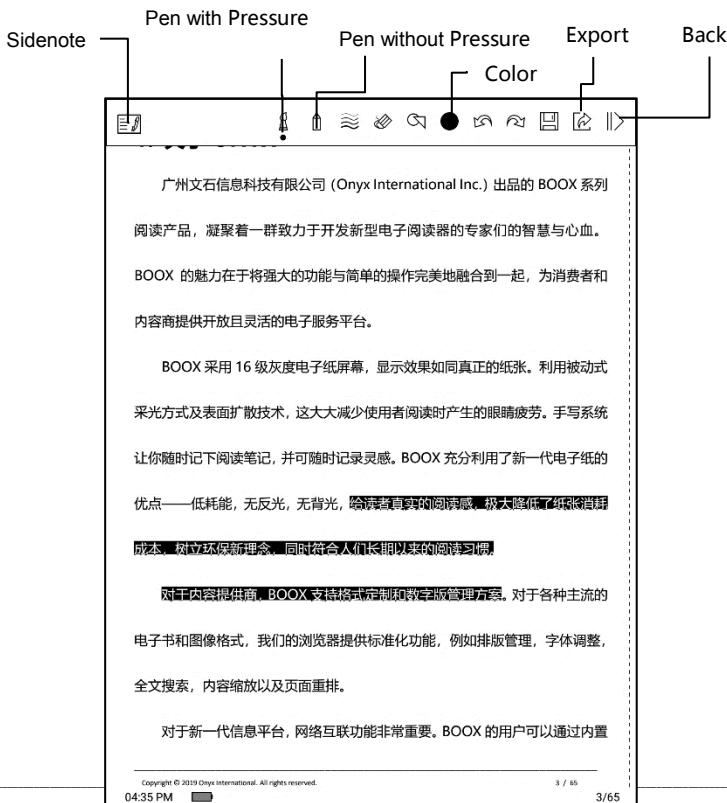 Pen with Pressure
Sidenote
Pen without Pressure
Export
Back
Color
广州文石信息科技有限公司（Onyx International Inc.）出品的 BOOX 系列
阅读产品，凝聚着一群致力于开发新型电子阅读器的专家们的智慧与心血。
BOOX 的魅力在于将强大的功能与简单的操作完美地融合到一起，为消费者和
内容商提供开放且灵活的电子服务平台。
BOOX 采用 16 级灰度电子纸屏幕，显示效果如同真正的纸张。利用被动式
采光方式及表面扩散技术，这大大减少使用者阅读时产生的眼睛疲劳。手写系统
让你随时记下阅读笔记，并可随时记录灵感。BOOX 充分利用了新一代电子纸的
优点——低耗能，无反光，无背光，给读者真实的阅读感，极大降低了纸张消耗
成本，树立环保新理念，同时符合人们长期以来的阅读习惯。
对于内容提供商，BOOX 支持格式定制和数字版管理方案。对于各种主流的
电子书和图像格式，我们的浏览器提供标准化功能，例如排版管理，字体调整，
全文搜索，内容缩放以及页面重排。
对于新一代信息平台，网络互联功能非常重要。BOOX 的用户可以通过内置
Copyright © 2019 Onyx International. All rights reserved.
3 / 65
04:35 PM
3/65